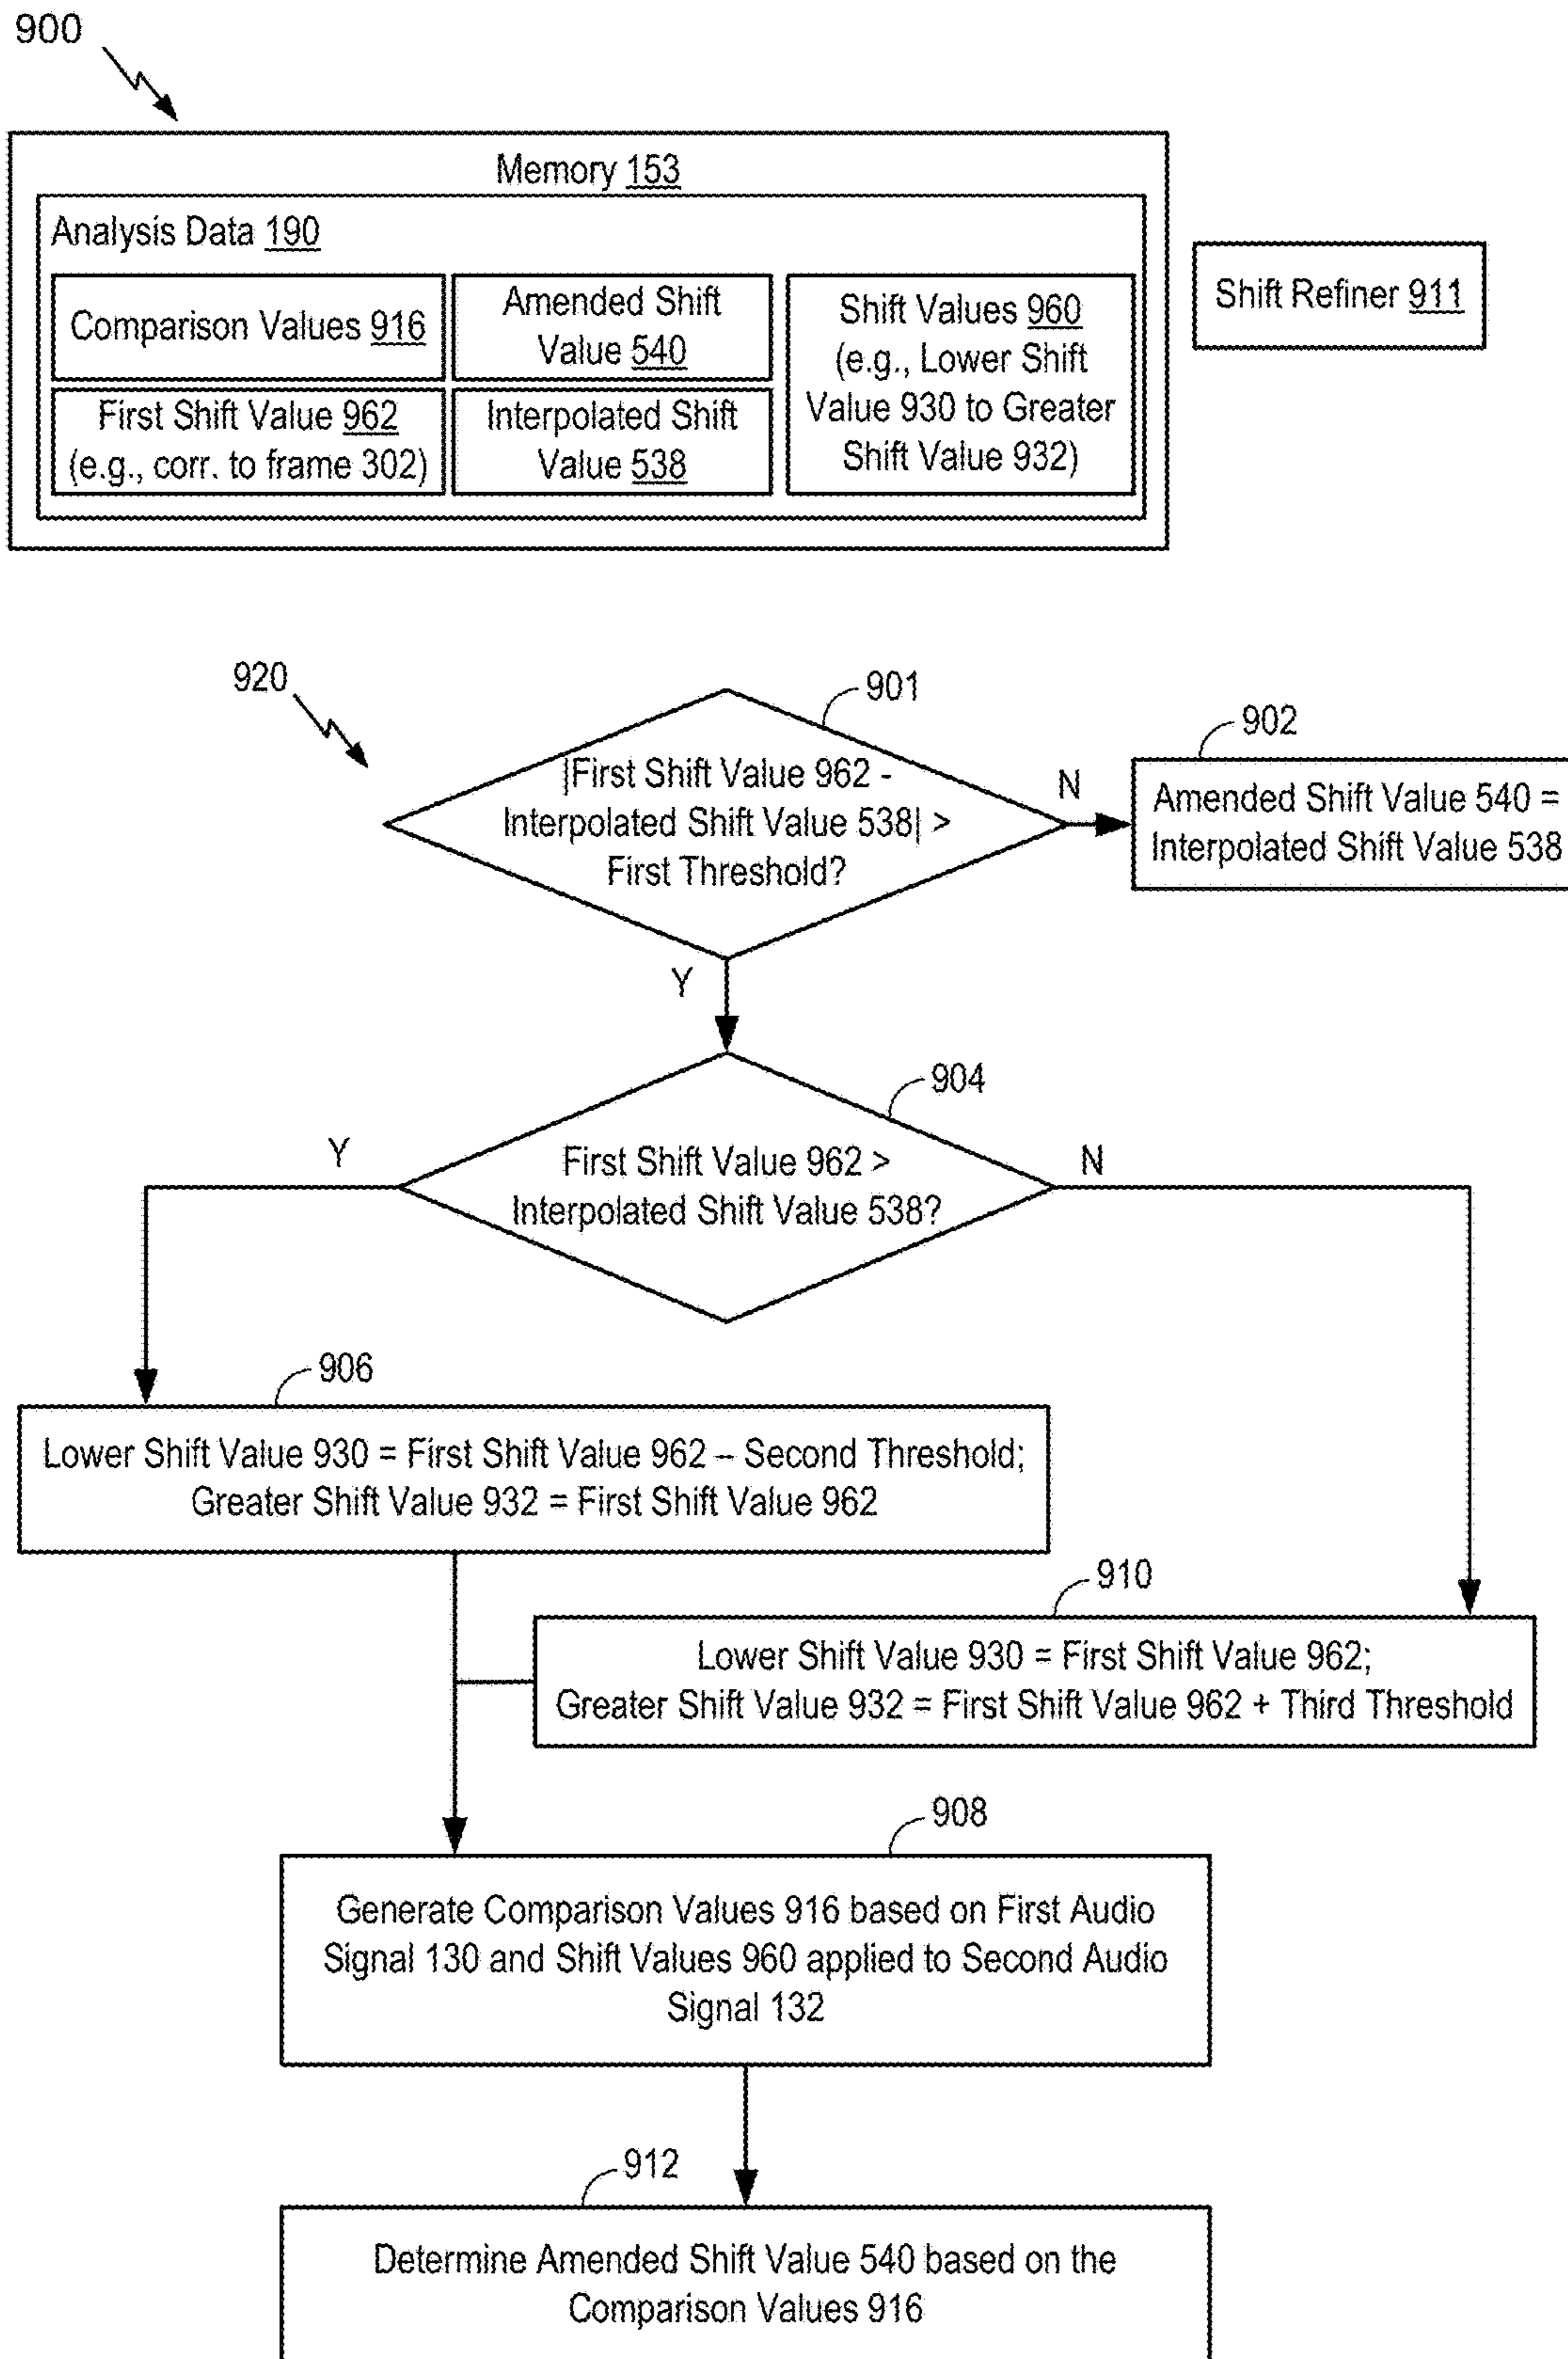 900
Memory 153
Analysis Data 190
Comparison Values 916
Amended Shift
Value 540
Shift Values 960
(e.g., Lower Shift
Value 930 to Greater
Shift Value 932)
First Shift Value 962
(e.g., corr. to frame 302)
Interpolated Shift
Value 538
Shift Refiner 911
920
901
|First Shift Value 962 -
Interpolated Shift Value 538| >
First Threshold?
N
902
Amended Shift Value 540 =
Interpolated Shift Value 538
Y
904
First Shift Value 962 >
Interpolated Shift Value 538?
Y
N
906
Lower Shift Value 930 = First Shift Value 962 – Second Threshold;
Greater Shift Value 932 = First Shift Value 962
910
Lower Shift Value 930 = First Shift Value 962;
Greater Shift Value 932 = First Shift Value 962 + Third Threshold
908
Generate Comparison Values 916 based on First Audio
Signal 130 and Shift Values 960 applied to Second Audio
Signal 132
912
Determine Amended Shift Value 540 based on the
Comparison Values 916